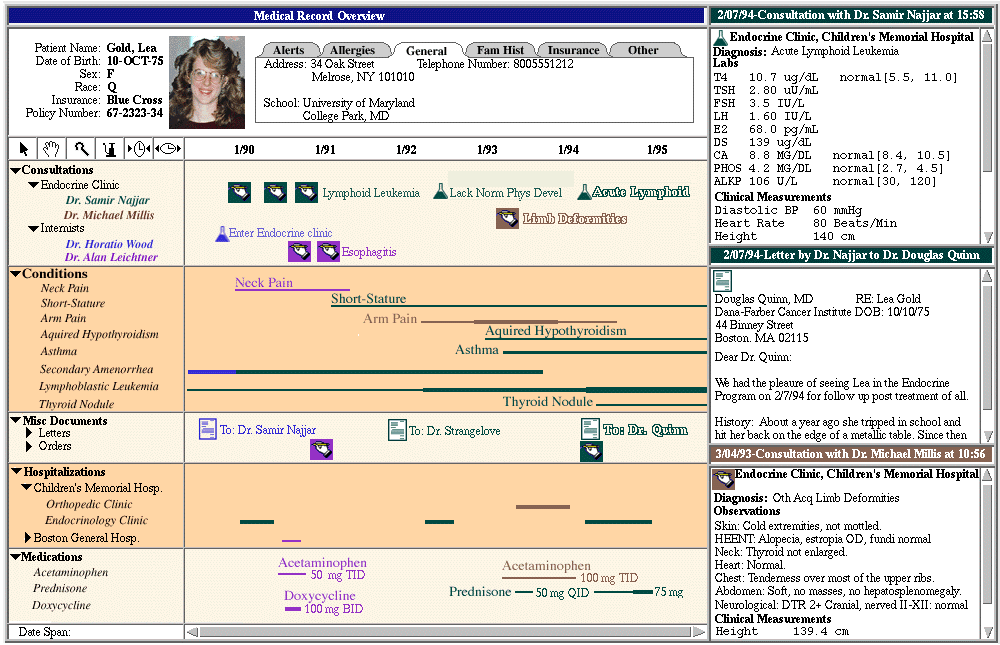 Medical Record Overview
Patient Name: Gold, Lea
Date of Birth: 10-OCT-75
Sex: F
Race: Q
Insurance: Blue Cross
Policy Number: 67-2323-34
Alerts Allergies General Fam Hist Insurance Other
Address: 34 Oak Street Telephone Number: 8005551212
Melrose, NY 101010
School: University of Maryland
College Park, MD
1/90 1/91 1/92 1/93 1/94 1/95
Consultations
Endocrine Clinic
Dr. Samir Najjar
Dr. Michael Millis
Lymphoid Leukemia Lack Norm Phys Devel Acute Lymphoid
Limb Deformities
Internists
Dr. Horatio Wood
Dr. Alan Leichtner
Enter Endocrine clinic
Esophagitis
Conditions
Neck Pain Neck Pain
Short-Stature Short-Stature
Arm Pain Arm Pain
Aquired Hypothyroidism Aquired Hypothyroidism
Asthma Asthma
Secondary Amenorrhea
Lymphoblastic Leukemia
Thyroid Nodule Thyroid Nodule
Misc Documents
Letters To: Dr. Samir Najjar To: Dr. Strangelove To: Dr. Quinn
Orders
Hospitalizations
Children's Memorial Hosp.
Orthopedic Clinic
Endocrinology Clinic
Boston General Hosp.
Medications
Acetaminophen Acetaminophen 50 mg TID Acetaminophen 100 mg TID
Prednisone Prednisone 50 mg QID 75 mg
Doxycycline Doxycycline 100 mg BID
Date Span:
2/07/94-Consultation with Dr. Samir Najjar at 15:58
Endocrine Clinic, Children's Memorial Hospital
Diagnosis: Acute Lymphoid Leukemia
Labs
T4 10.7 ug/dL normal[5.5, 11.0]
TSH 2.80 uU/mL
FSH 3.5 IU/L
LH 1.60 IU/L
E2 68.0 pg/mL
DS 139 ug/dL
CA 8.8 MG/DL normal[8.4, 10.5]
PHOS 4.2 MG/DL normal[2.7, 4.5]
ALKP 106 U/L normal[30, 120]
Clinical Measurements
Diastolic BP 60 mmHg
Heart Rate 80 Beats/Min
Height 140 cm
2/07/94-Letter by Dr. Najjar to Dr. Douglas Quinn
Douglas Quinn, MD RE: Lea Gold
Dana-Farber Cancer Institute DOB: 10/10/75
44 Binney Street
Boston. MA 02115
Dear Dr. Quinn:
We had the pleaure of seeing Lea in the Endocrine
Program on 2/7/94 for follow up post treatment of all.
History: About a year ago she tripped in school and
hit her back on the edge of a metallic table. Since then
3/04/93-Consultation with Dr. Michael Millis at 10:56
Endocrine Clinic, Children's Memorial Hospital
Diagnosis: Oth Acq Limb Deformities
Observations
Skin: Cold extremities, not mottled.
HEENT: Alopecia, estropia OD, fundi normal
Neck: Thyroid not enlarged.
Heart: Normal.
Chest: Tenderness over most of the upper ribs.
Abdomen: Soft, no masses, no hepatosplenomegaly.
Neurological: DTR 2+ Cranial, nerved II-XII: normal
Clinical Measurements
Height 139.4 cm